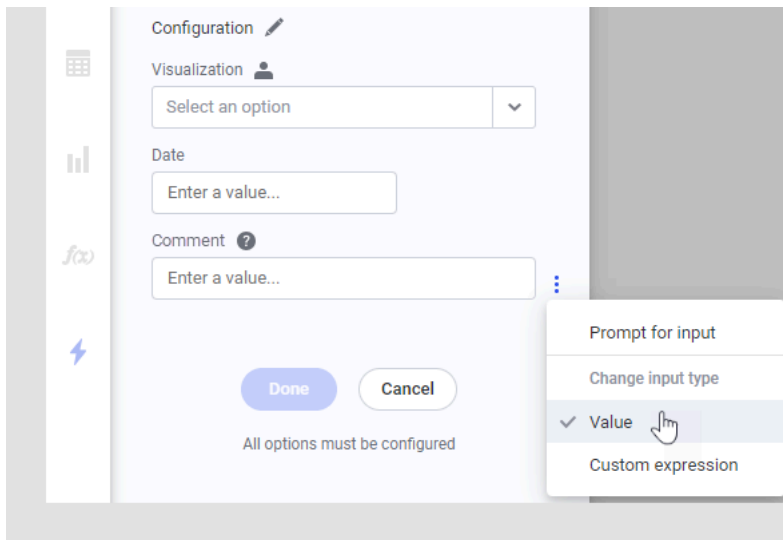 Configuration
Visualization
Select an option
Date
Enter a value...
f(x)
Comment
Enter a value...
Prompt for input
Change input type
Value
Custom expression
Done
Cancel
All options must be configured